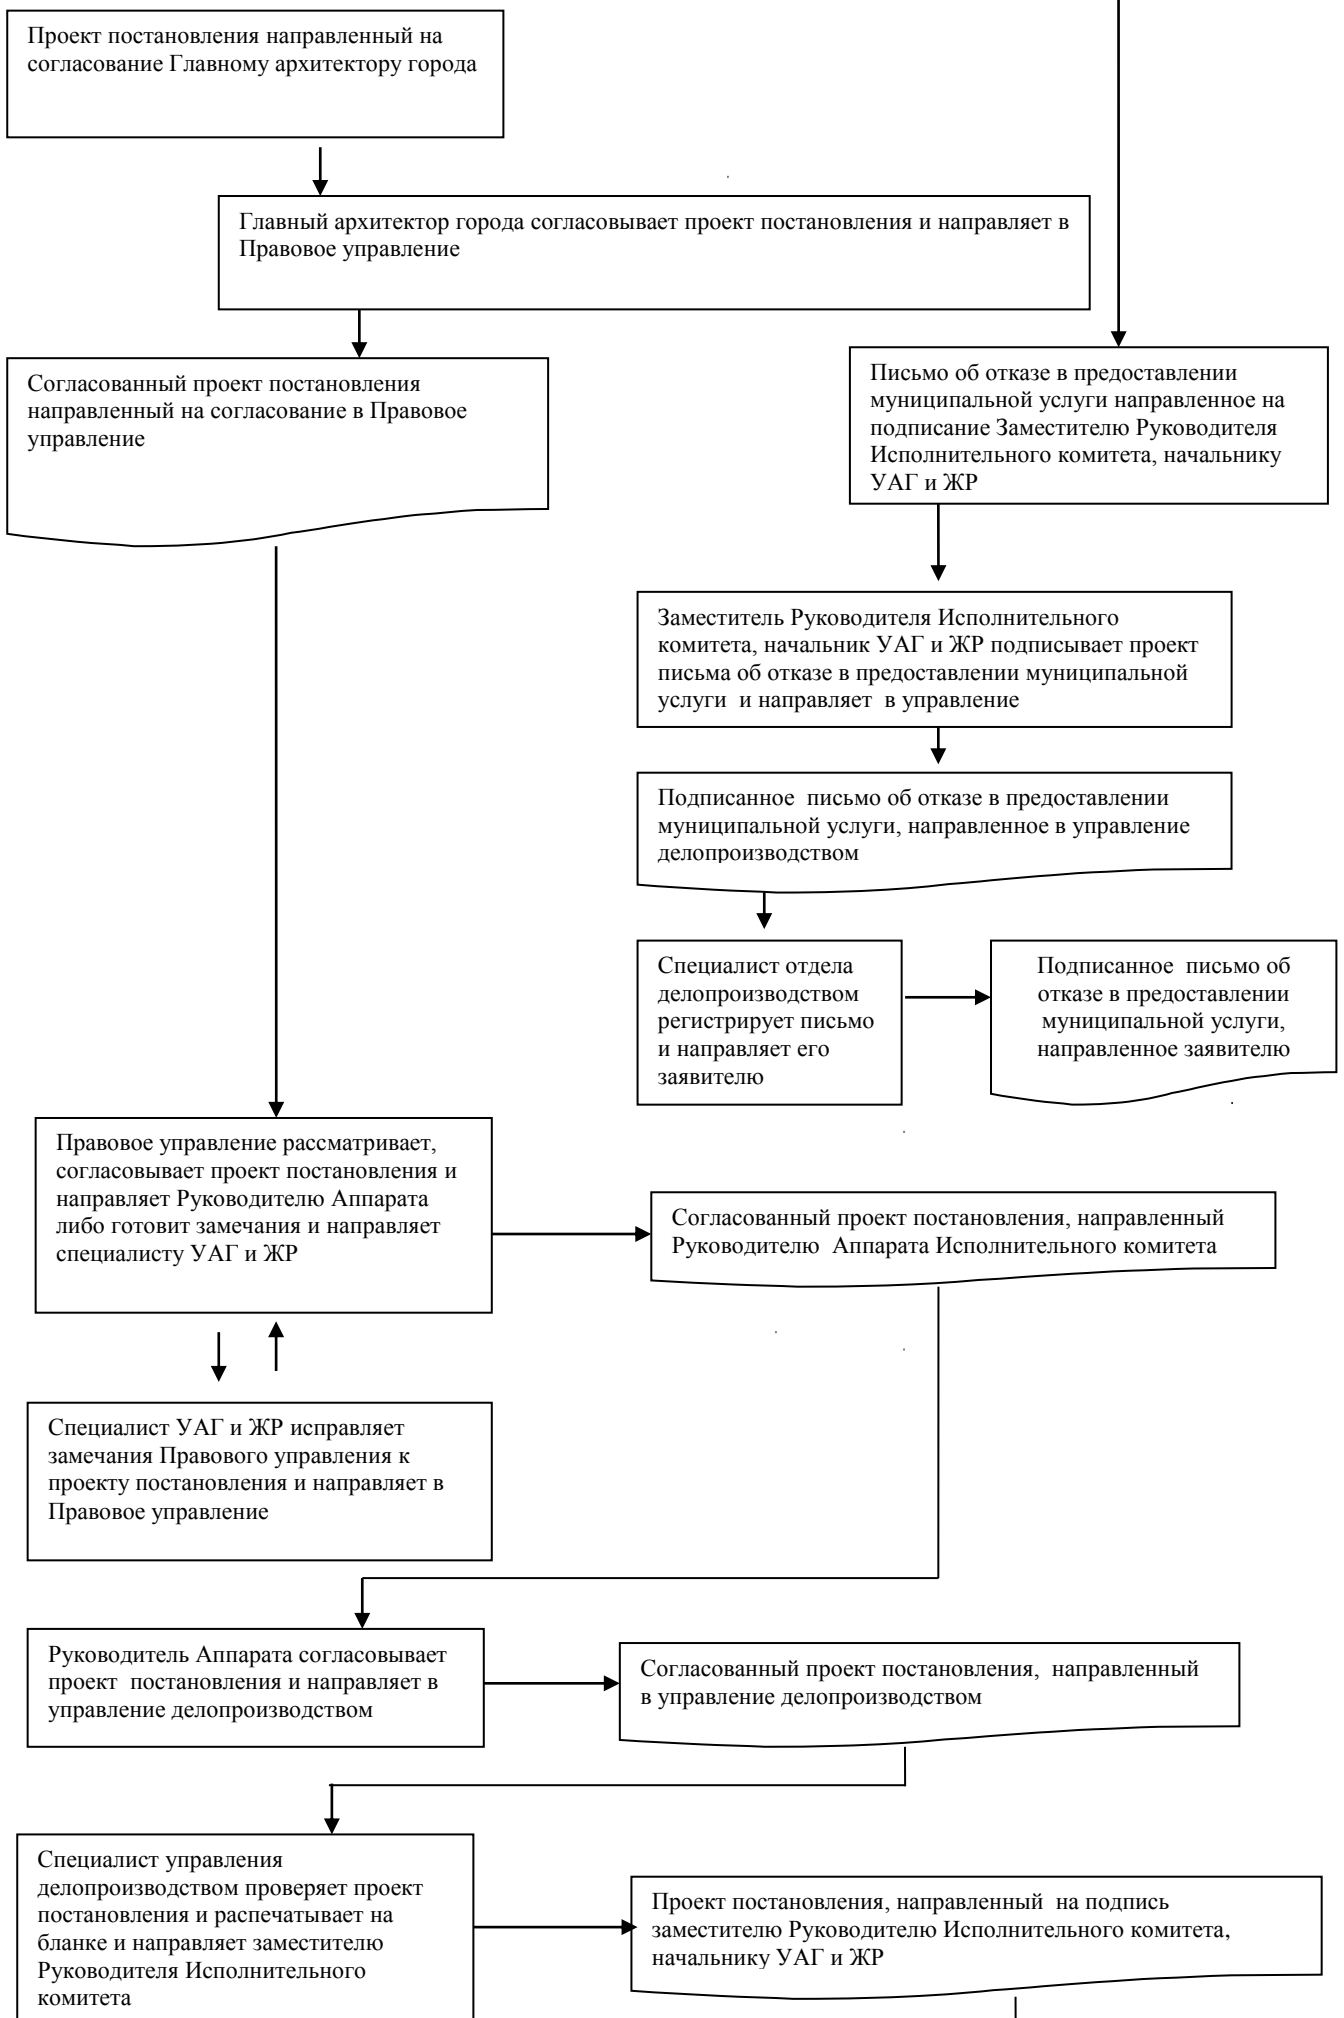 Проект постановления направленный на
согласование Главному архитектору города
Главный архитектор города согласовывает проект постановления и направляет в
Правовое управление
Согласованный проект постановления
направленный на согласование в Правовое
управление
Письмо об отказе в предоставлении
муниципальной услуги направленное на
подписание Заместителю Руководителя
Исполнительного комитета, начальнику
УАГ и ЖР
Заместитель Руководителя Исполнительного
комитета, начальник УАГ и ЖР подписывает проект
письма об отказе в предоставлении муниципальной
услуги и направляет в управление
Подписанное письмо об отказе в предоставлении
муниципальной услуги, направленное в управление
делопроизводством
Специалист отдела
делопроизводством
регистрирует письмо
и направляет его
заявителю
Подписанное письмо об
отказе в предоставлении
муниципальной услуги,
направленное заявителю
Правовое управление рассматривает,
согласовывает проект постановления и
направляет Руководителю Аппарата
либо готовит замечания и направляет
специалисту УАГ и ЖР
Согласованный проект постановления, направленный
Руководителю Аппарата Исполнительного комитета
Специалист УАГ и ЖР исправляет
замечания Правового управления к
проекту постановления и направляет в
Правовое управление
Руководитель Аппарата согласовывает
проект постановления и направляет в
управление делопроизводством
Согласованный проект постановления, направленный
в управление делопроизводством
Специалист управления
делопроизводством проверяет проект
постановления и распечатывает на
бланке и направляет заместителю
Руководителя Исполнительного
комитета
Проект постановления, направленный на подпись
заместителю Руководителю Исполнительного комитета,
начальнику УАГ и ЖР